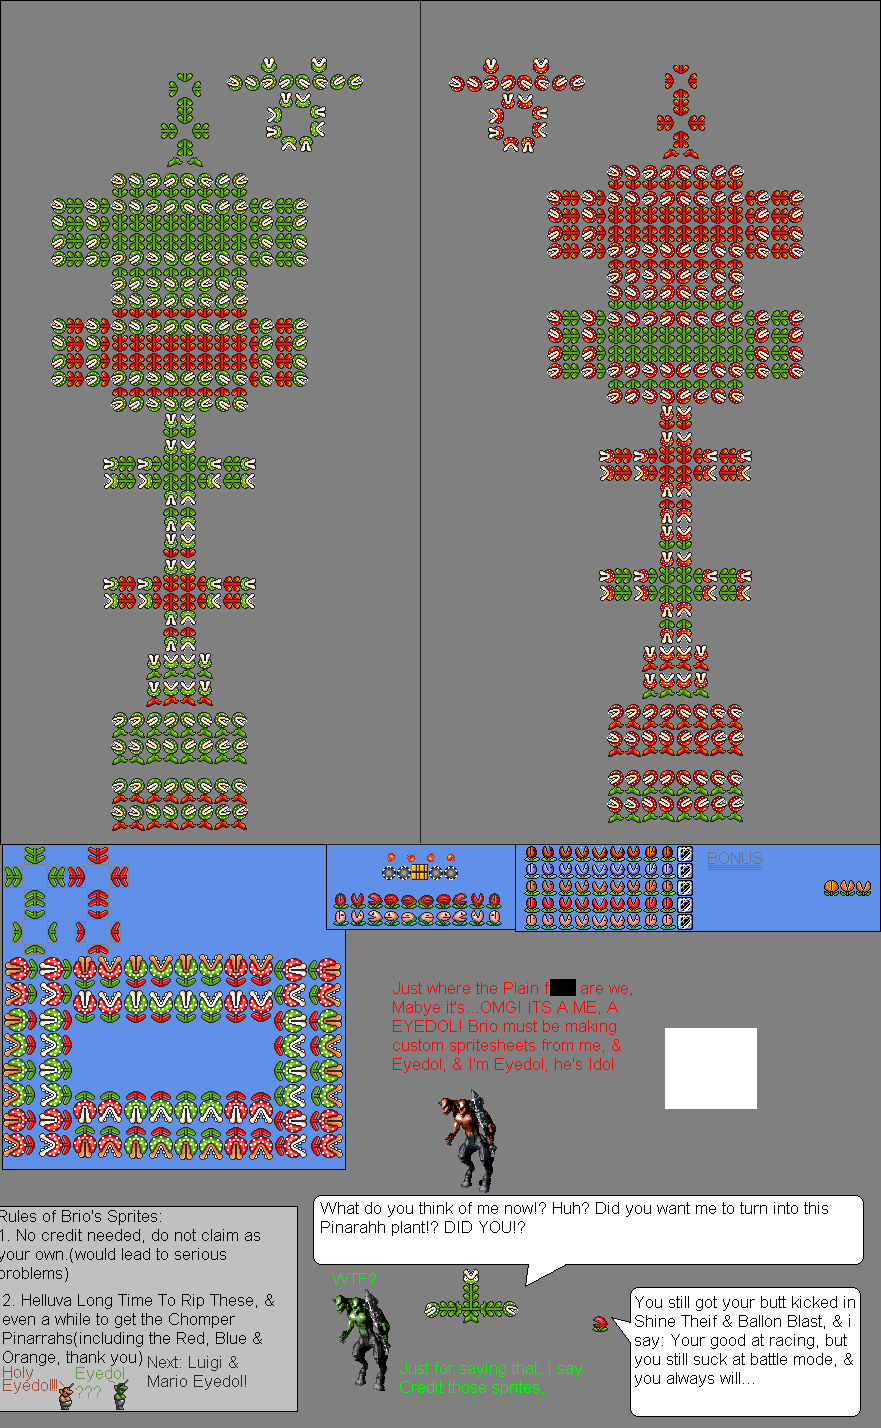 BONUS
Just where the Plain f are we,
Mabye it's...OMG! ITS A ME, A
EYEDOL! Brio must be making
custom spritesheets from me, &
Eyedol, & I'm Eyedol, he's Idol
What do you think of me now!? Huh? Did you want me to turn into this
Pinarahh plant!? DID YOU!?
Rules of Brio's Sprites:
1. No credit needed, do not claim as
your own.(would lead to serious
problems)
2. Helluva Long Time To Rip These, &
even a while to get the Chomper
Pinarrahs(including the Red, Blue &
Orange, thank you)
Next: Luigi &
Mario Eyedol!
Holy
Eyedol!!!
Eyedol
???
WTF?
Just for saying that, i say
Credit those sprites,
You still got your butt kicked in
Shine Theif & Ballon Blast, & i
say: Your good at racing, but
you still suck at battle mode, &
you always will...